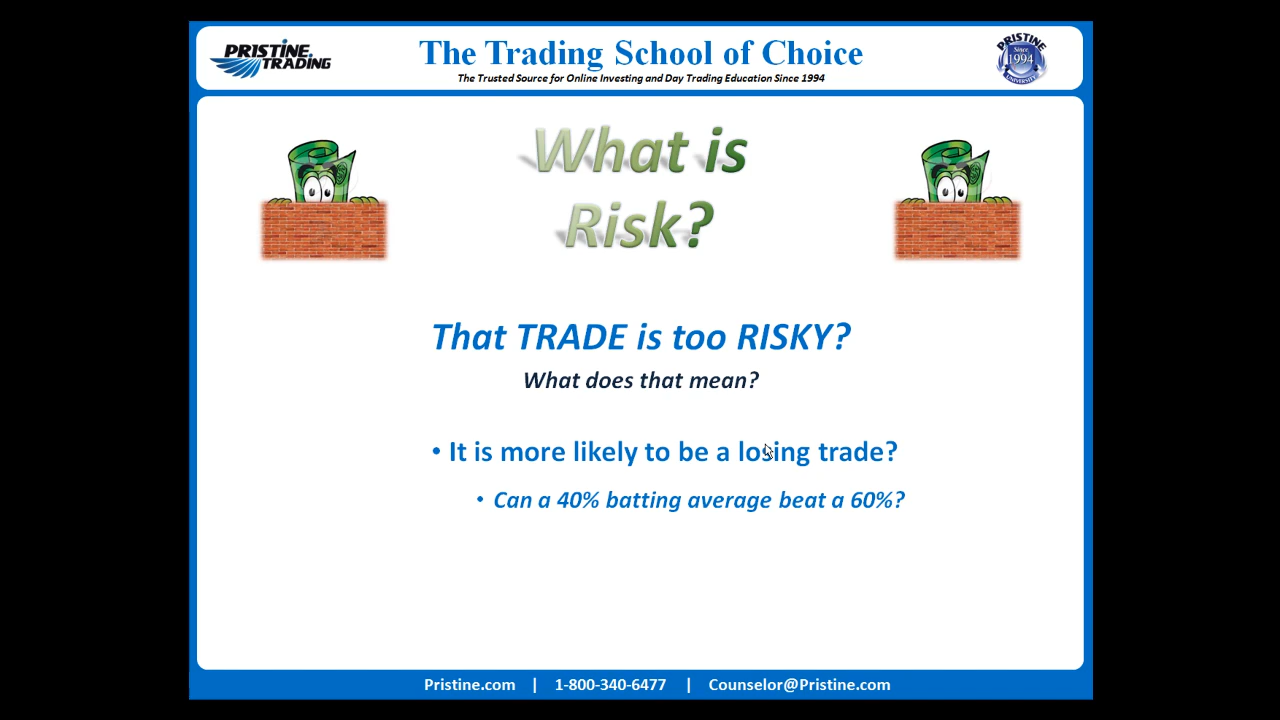 PRISTINE.
TRADING
The Trading School of Choice
The Trusted Source for Online Investing and Day Trading Education Since 1994
PRISTINE
Since
1994
UNIVERSITY
What is
Risk?
That TRADE is too RISKY?
What does that mean?
• It is more likely to be a losing trade?
• Can a 40% batting average beat a 60%?
Pristine.com | 1-800-340-6477 | Counselor@Pristine.com